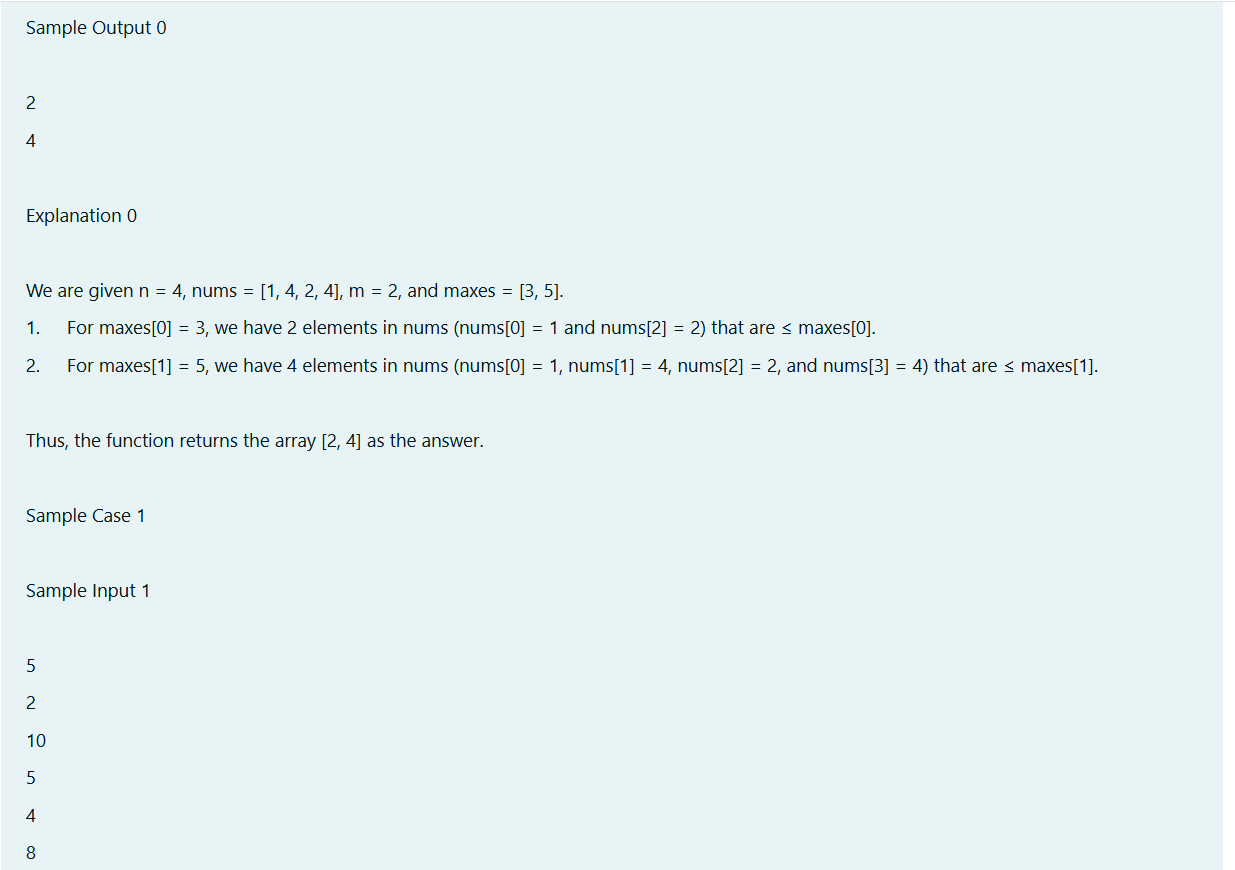 Sample Output 0
2
4
Explanation 0
We are given n = 4, nums = [1, 4, 2, 4], m = 2, and maxes = [3, 5].
1. For maxes[0] = 3, we have 2 elements in nums (nums[0] = 1 and nums[2] = 2) that are ≤ maxes[0].
2. For maxes[1] = 5, we have 4 elements in nums (nums[0] = 1, nums[1] = 4, nums[2] = 2, and nums[3] = 4) that are ≤ maxes[1].
Thus, the function returns the array [2, 4] as the answer.
Sample Case 1
Sample Input 1
5
2
10
5
4
8